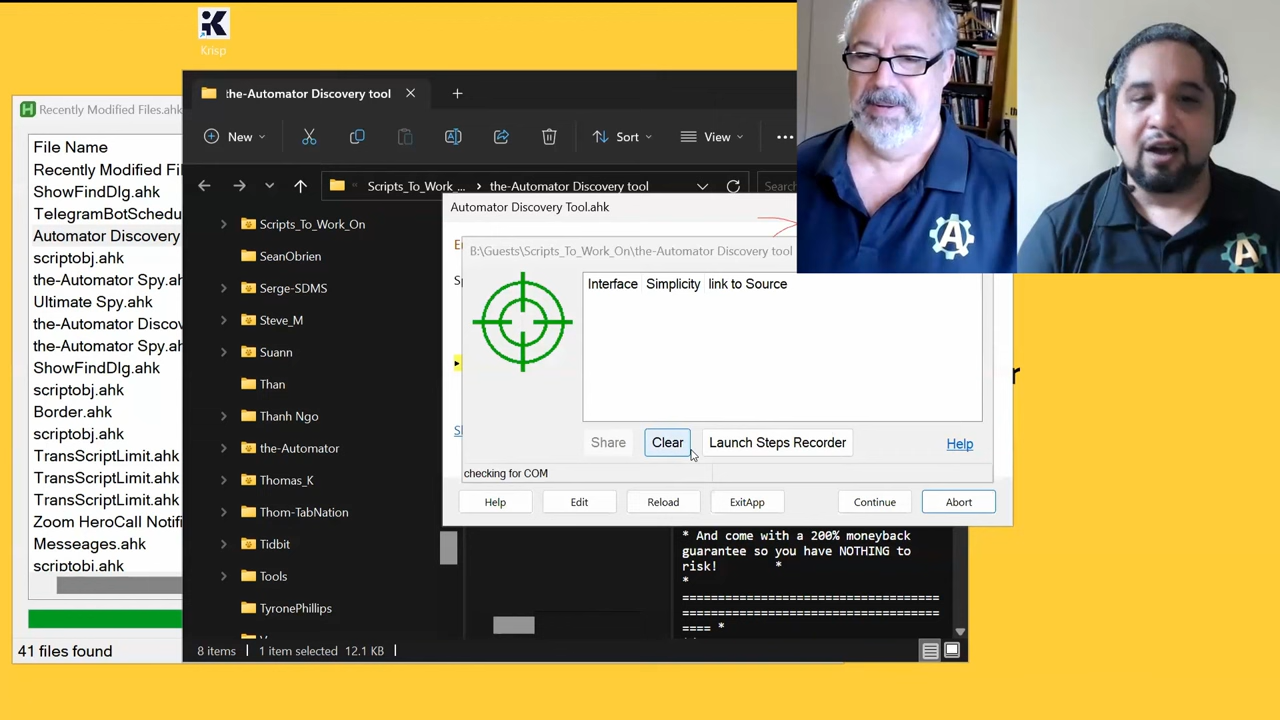 Krisp
Recently Modified Files.ahk
File Name
Recently Modified Fil
ShowFindDlg.ahk
TelegramBotSchedu
Automator Discovery
scriptobj.ahk
the-Automator Spy.ah
Ultimate Spy.ahk
the-Automator Discov
the-Automator Spy.ah
ShowFindDlg.ahk
scriptobj.ahk
Border.ahk
scriptobj.ahk
TransScriptLimit.ahk
TransScriptLimit.ahk
TransScriptLimit.ahk
Zoom HeroCall Notifi
Messeages.ahk
scriptobj.ahk
41 files found
the-Automator Discovery tool
New
Sort
View
Scripts_To_Work_ ... the-Automator Discovery tool
Search
Scripts_To_Work_On
SeanObrien
Serge-SDMS
Steve_M
Suann
Than
Thanh Ngo
the-Automator
Thomas_K
Thom-TabNation
Tidbit
Tools
TyronePhillips
8 items
1 item selected 12.1 KB
Automator Discovery Tool.ahk
B:\Guests\Scripts_To_Work_On\the-Automator Discovery tool
Interface Simplicity link to Source
Share
Clear
Launch Steps Recorder
Help
checking for COM
Help
Edit
Reload
ExitApp
Continue
Abort
* And come with a 200% moneyback
guarantee so you have NOTHING to
risk! *
*
====================================
====================================
==== *
A
A